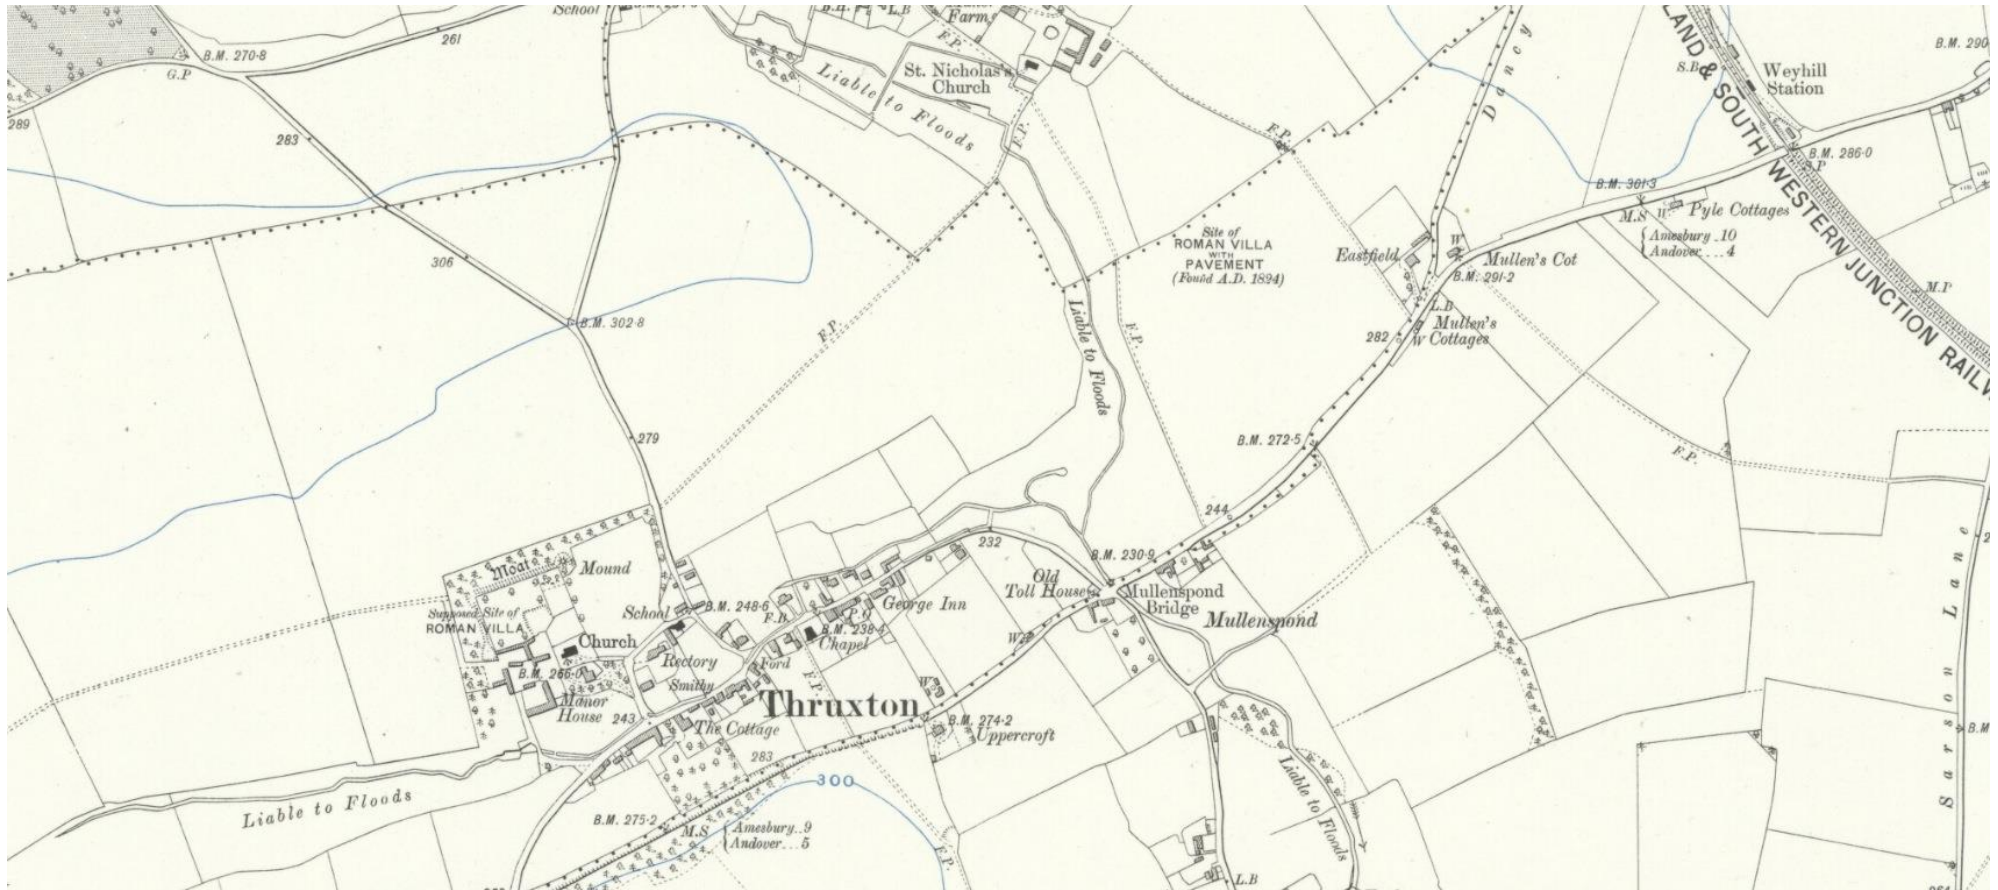 School
B.H.
L.B
Farm
F.P.
LAND & SOUTH WESTERN JUNCTION RAILW
261
B.M. 270·8
G.P
289
283
St. Nicholas's
Church
Liable to Floods
F.P.
F.P.
Dancy
S.B
Weyhill
Station
B.M. 290
B.M. 286·0
S.P
B.M. 301·3
M.S
W
Pyle Cottages
Amesbury..10
Andover....4
306
B.M. 302·8
Site of
ROMAN VILLA
WITH
PAVEMENT
(Found A.D. 1824)
Eastfield
W
Mullen's Cot
B.M. 291·2
L.B
Mullen's
Cottages
W
282
M.P
F.P.
F.P.
Liable to Floods
279
B.M. 272·5
F.P.
244
232
B.M. 230·9
Old
Toll House
Mullenspond
Bridge
Mullenspond
Moat
Mound
Supposed Site of
ROMAN VILLA
School
B.M. 248·6
F.B.
George Inn
P.O.
B.M. 238·4
Chapel
Church
Rectory
B.M. 266·0
Smithy
Ford
F.P.
Manor
House
243
The Cottage
Thruxton
W
W
B.M. 274·2
Uppercroft
283
300
Liable to Floods
B.M. 275·2
M.S
Amesbury..9
Andover....5
F.P.
Liable to Floods
L.B
Sarson Lane
B.M